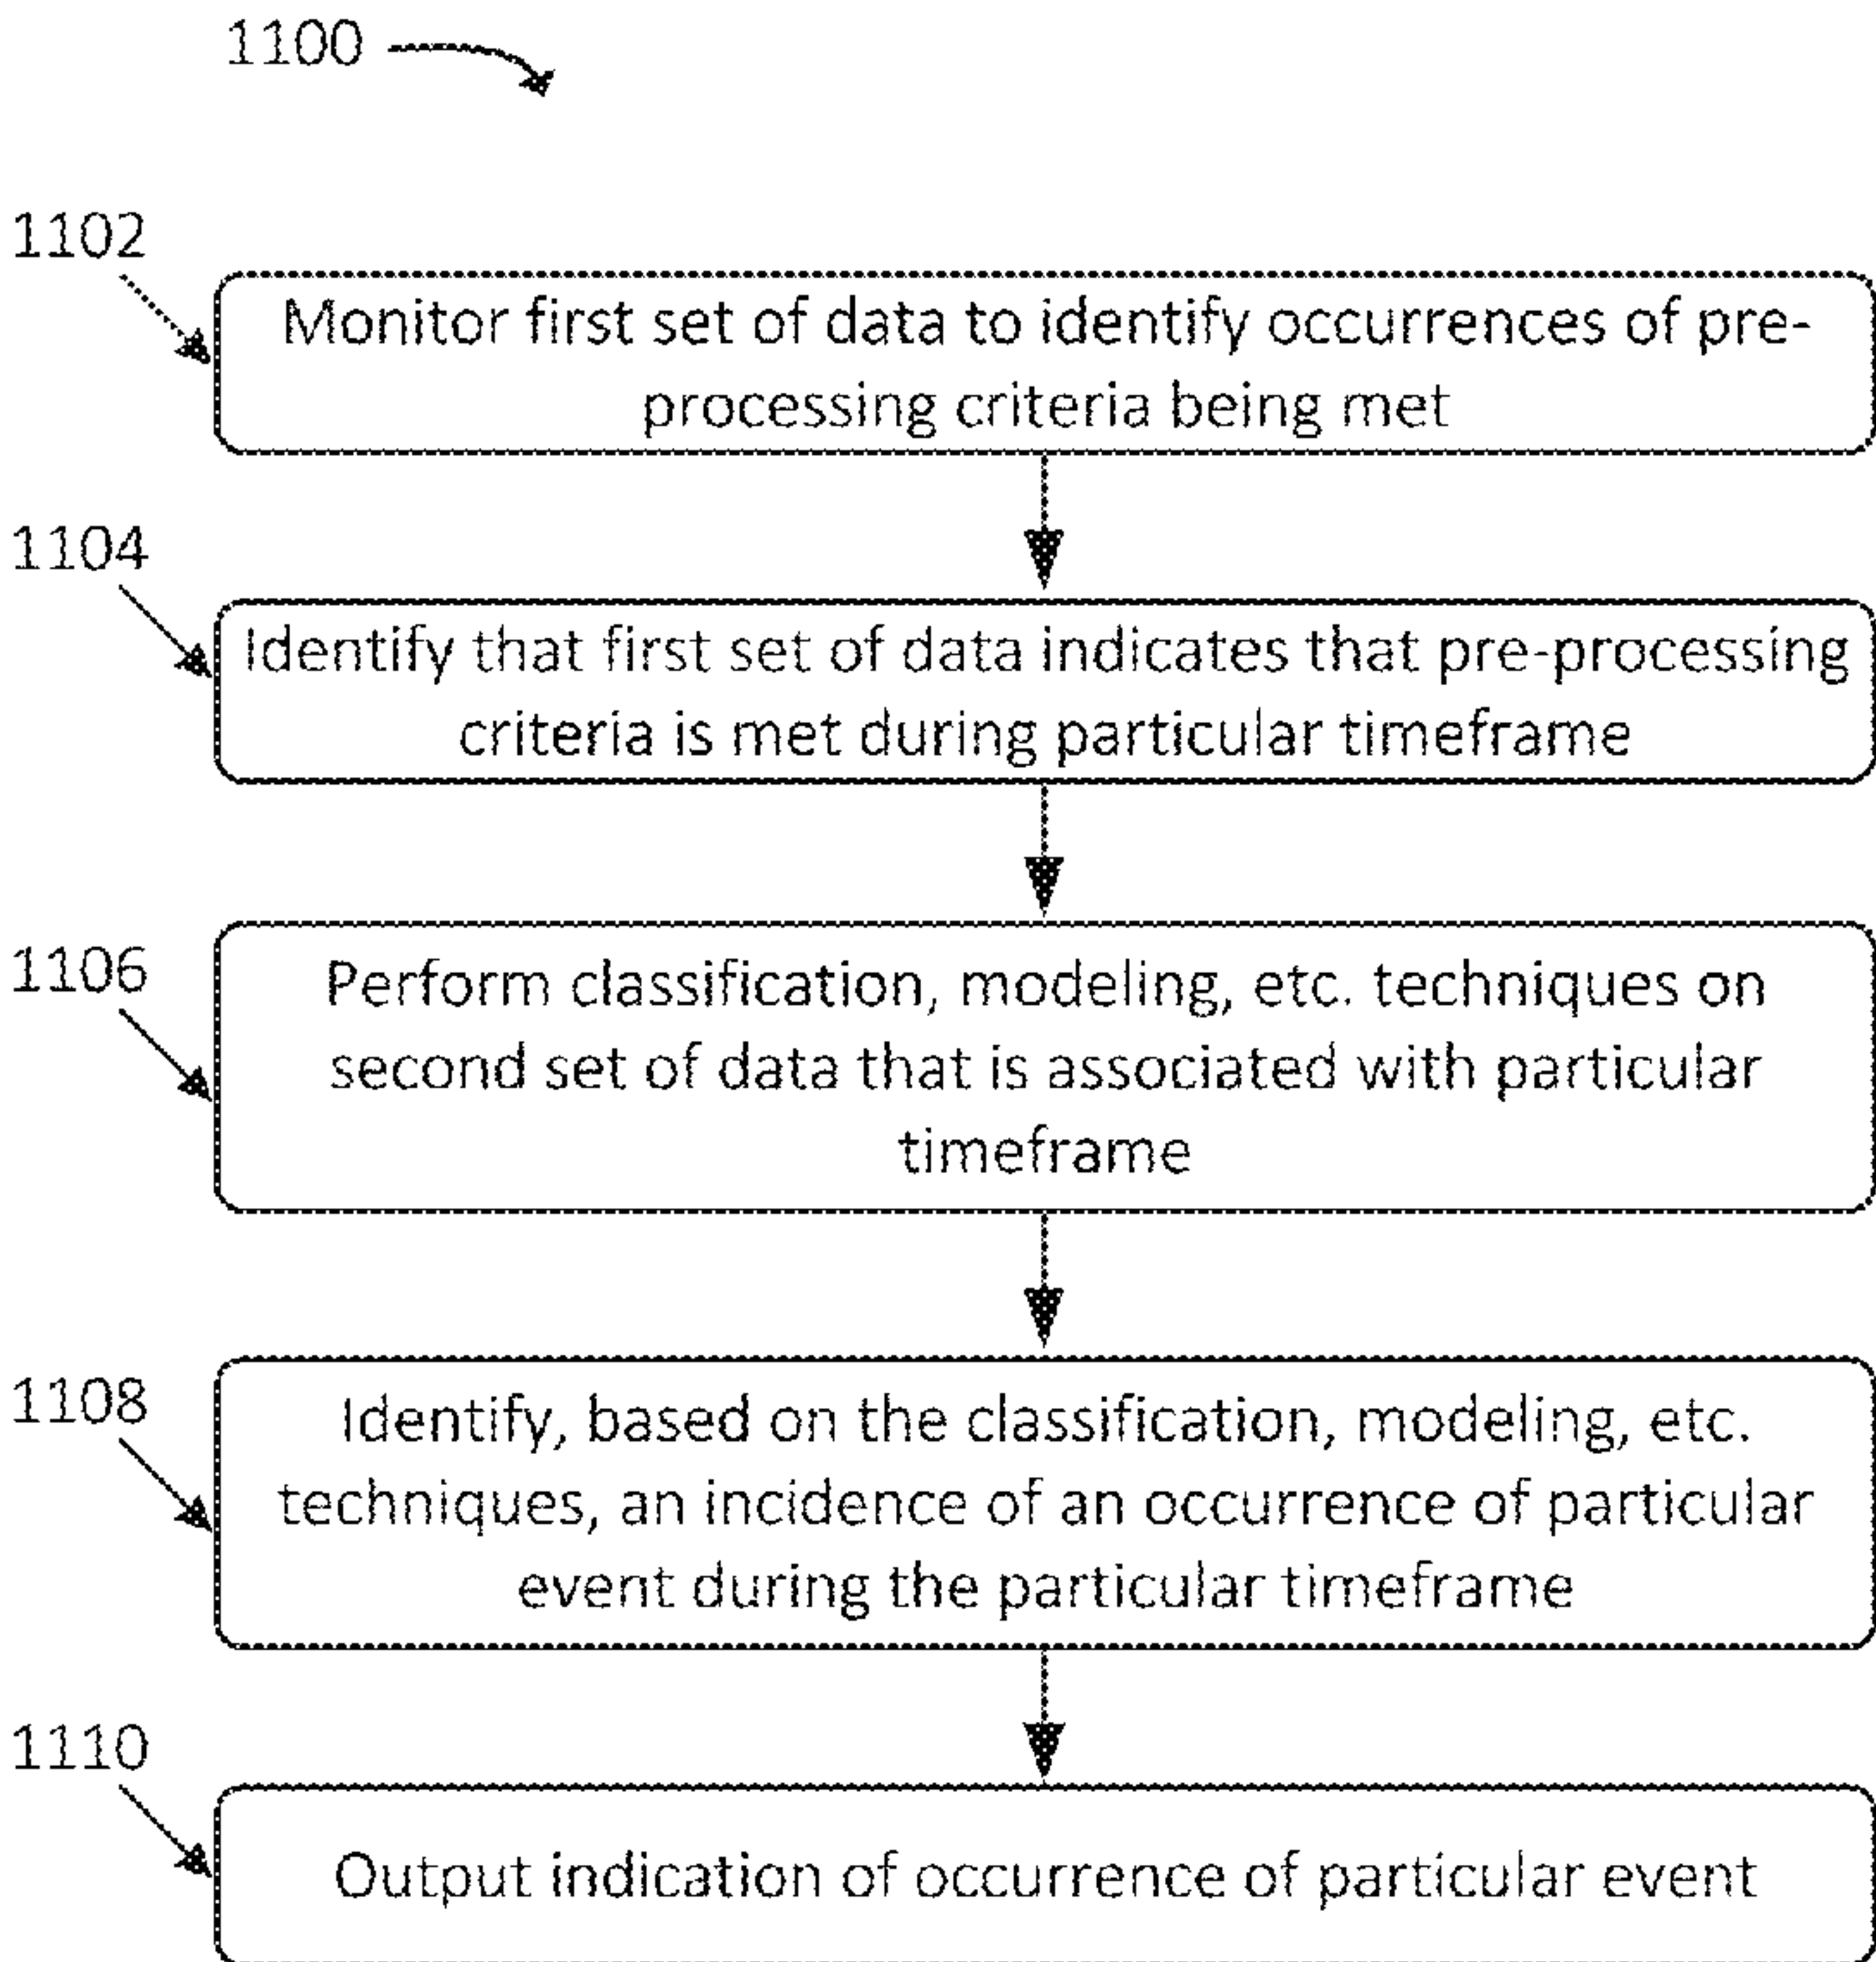 1100
1102
Monitor first set of data to identify occurrences of pre-
processing criteria being met
1104
Identify that first set of data indicates that pre-processing
criteria is met during particular timeframe
1106
Perform classification, modeling, etc. techniques on
second set of data that is associated with particular
timeframe
1108
Identify, based on the classification, modeling, etc.
techniques, an incidence of an occurrence of particular
event during the particular timeframe
1110
Output indication of occurrence of particular event